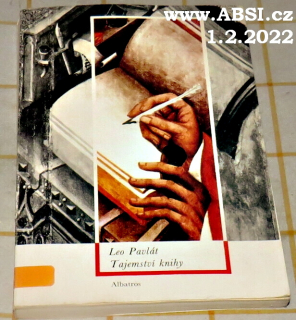 www.ABSI.cz
1.2.2022
Leo Pavlát
Tajemství knihy
Albatros